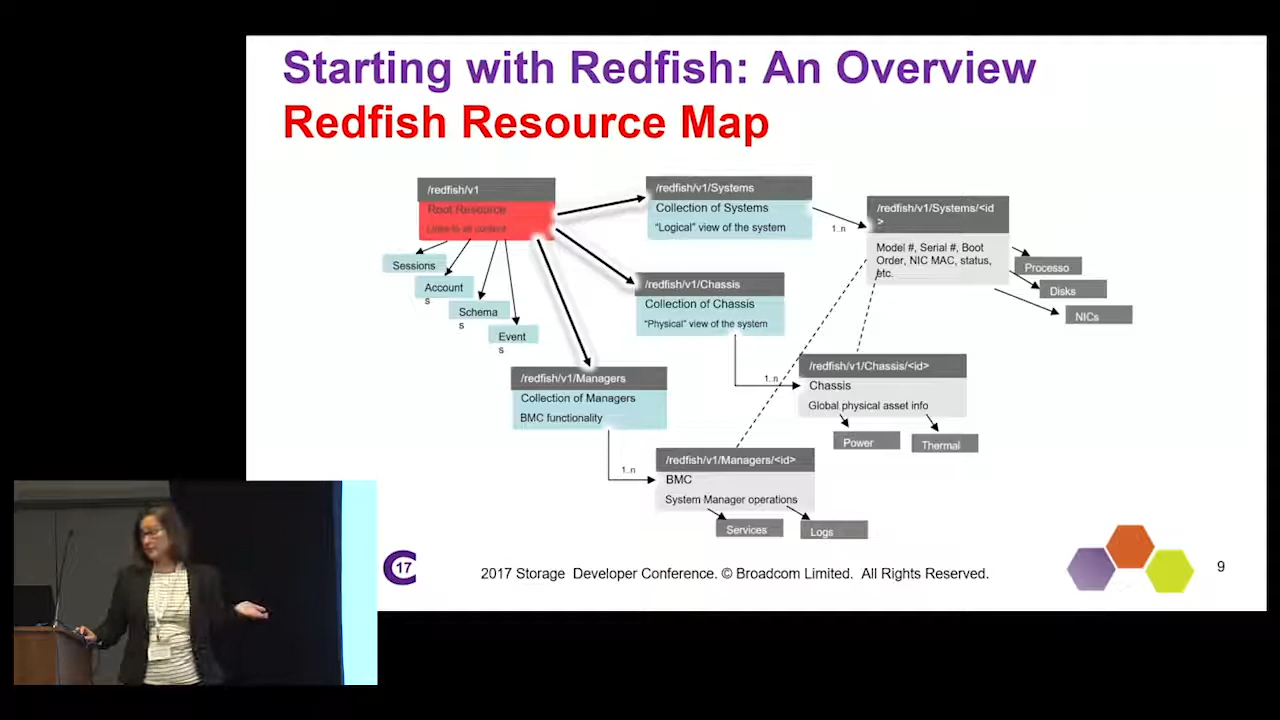 Starting with Redfish: An Overview
Redfish Resource Map
/redfish/v1
Root Resource
Links to all content
Sessions
Account
s
Schema
s
Event
s
/redfish/v1/Systems
Collection of Systems
“Logical” view of the system
1..n
/redfish/v1/Systems/<id
>
Model #, Serial #, Boot
Order, NIC MAC, status,
etc.
Processo
Disks
NICs
/redfish/v1/Chassis
Collection of Chassis
“Physical” view of the system
1..n
/redfish/v1/Chassis/<id>
Chassis
Global physical asset info
Power
Thermal
/redfish/v1/Managers
Collection of Managers
BMC functionality
1..n
/redfish/v1/Managers/<id>
BMC
System Manager operations
Services
Logs
17
2017 Storage Developer Conference. © Broadcom Limited. All Rights Reserved.
9